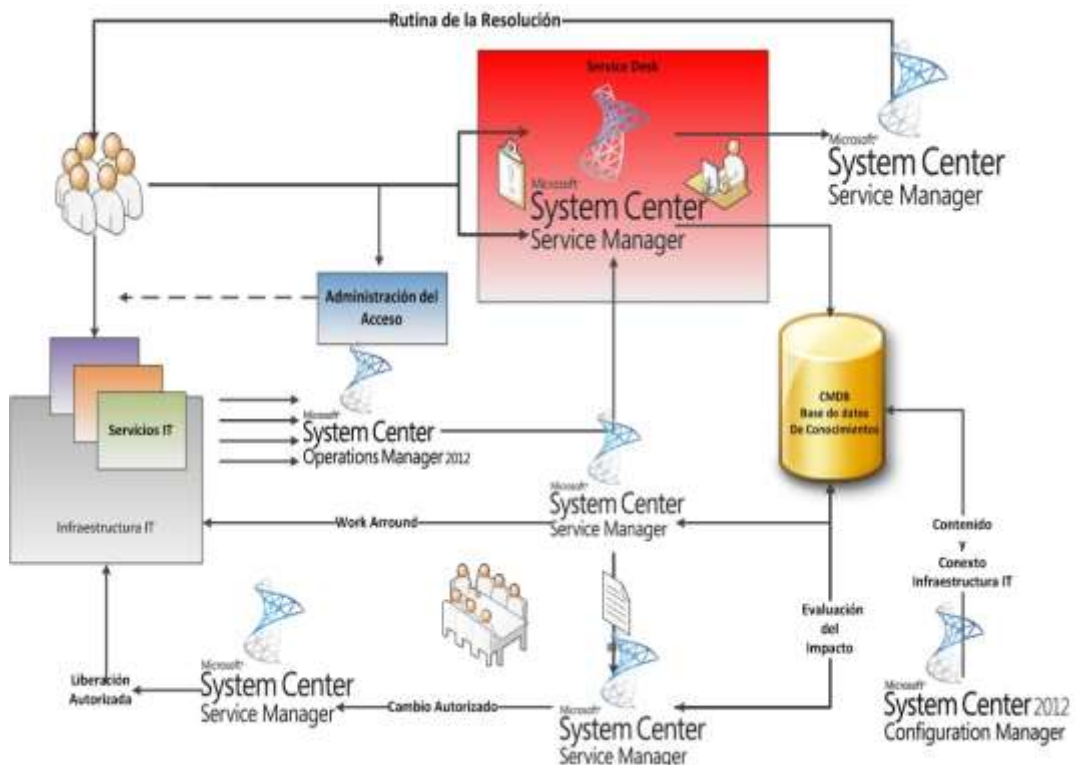 Rutina de la Resolución
Service Desk
Microsoft
System Center
Service Manager
Microsoft
System Center
Service Manager
Administración del
Acceso
Servicios IT
Infraestructura IT
Microsoft
System Center
Operations Manager 2012
CMDB
Base de datos
De Conocimientos
Microsoft
System Center
Service Manager
Work Arround
Contenido
y
Conexto
Infraestructura IT
Evaluación
del
Impacto
Liberación
Autorizada
Microsoft
System Center
Service Manager
Cambio Autorizado
Microsoft
System Center
Service Manager
Microsoft
System Center 2012
Configuration Manager